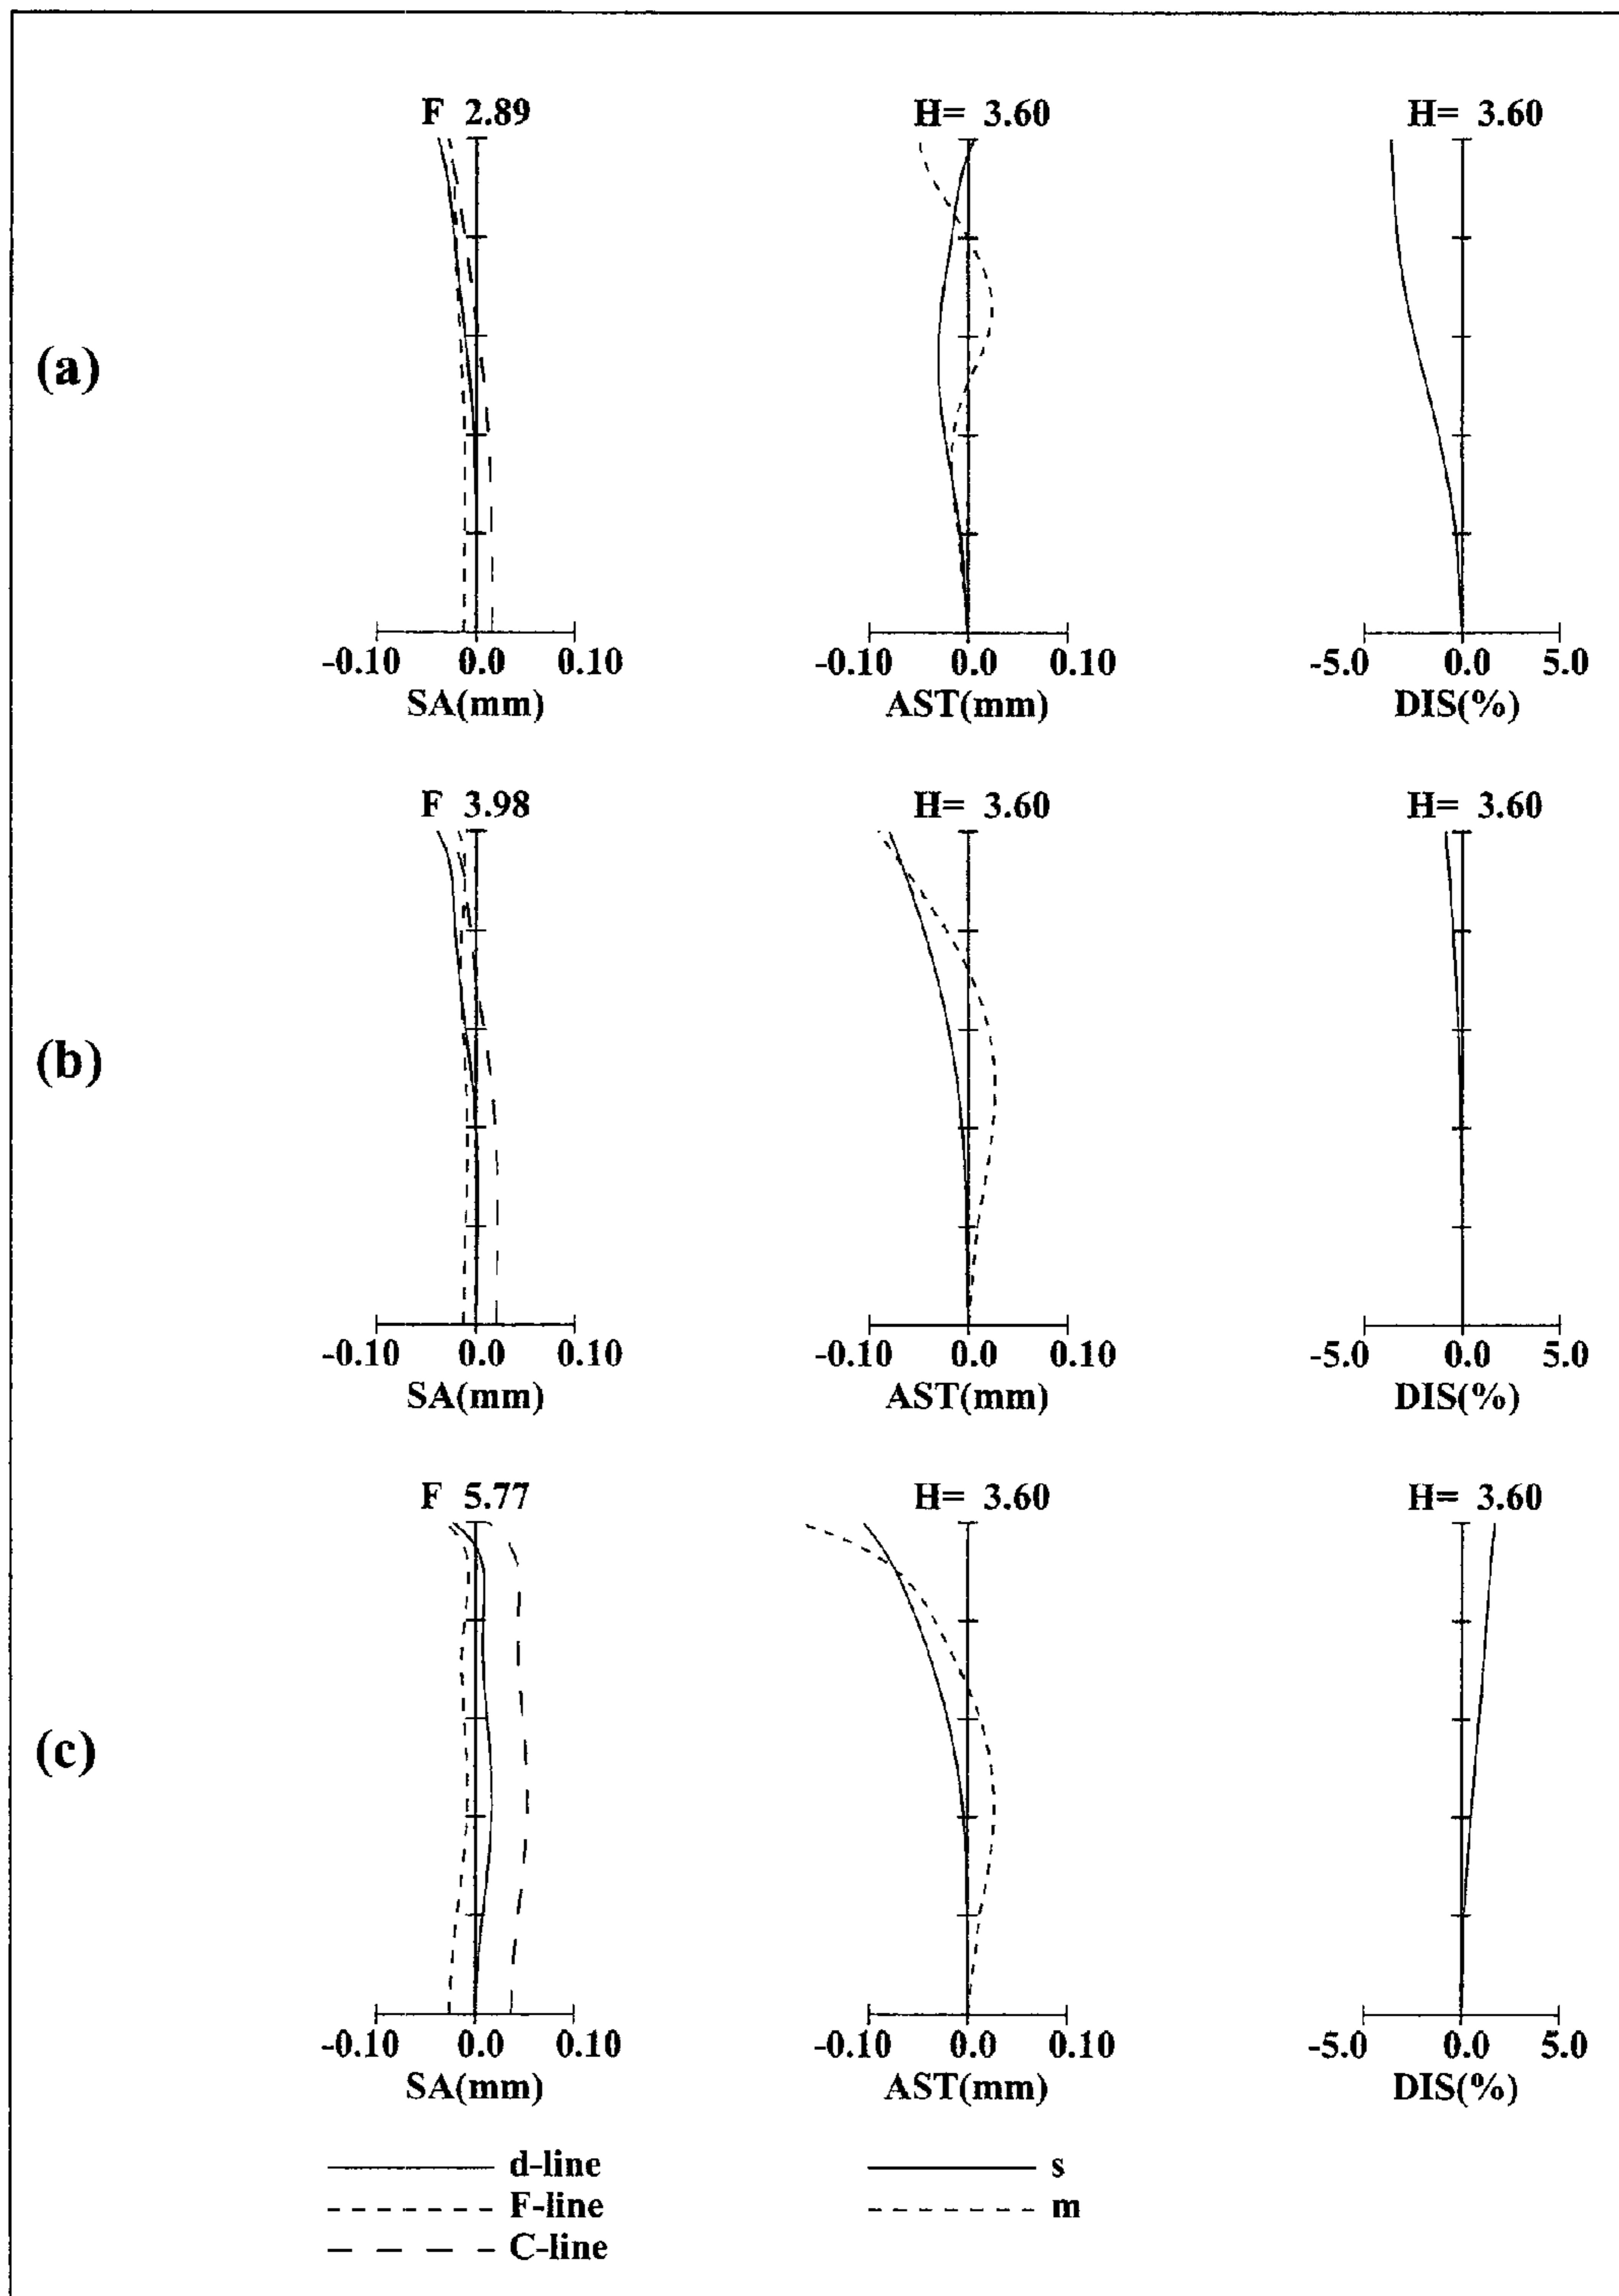 F 2.89 H= 3.60 H= 3.60
(a)
-0.10 0.0 0.10 -0.10 0.0 0.10 -5.0 0.0 5.0
SA(mm) AST(mm) DIS(%)
F 3.98 H= 3.60 H= 3.60
(b)
-0.10 0.0 0.10 -0.10 0.0 0.10 -5.0 0.0 5.0
SA(mm) AST(mm) DIS(%)
F 5.77 H= 3.60 H= 3.60
(c)
-0.10 0.0 0.10 -0.10 0.0 0.10 -5.0 0.0 5.0
SA(mm) AST(mm) DIS(%)
d-line s
F-line m
C-line